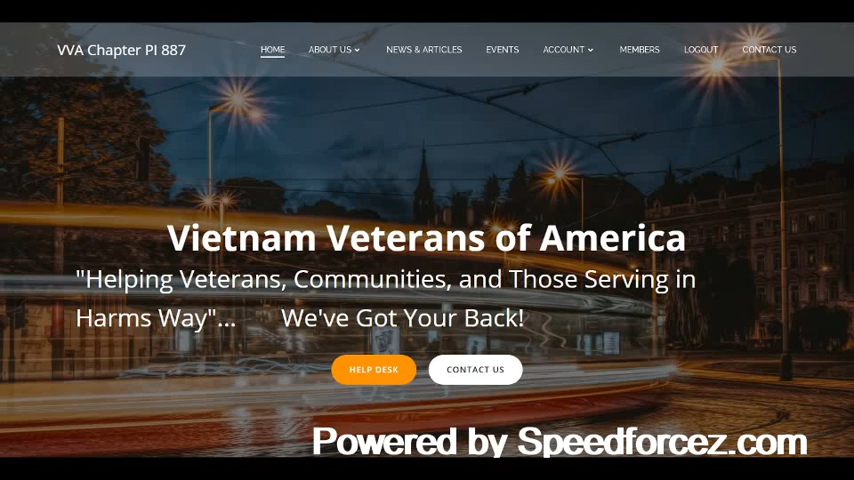 VVA Chapter PI 887
HOME ABOUT US NEWS & ARTICLES EVENTS ACCOUNT MEMBERS LOGOUT CONTACT US
Vietnam Veterans of America
"Helping Veterans, Communities, and Those Serving in
Harms Way"... We've Got Your Back!
HELP DESK CONTACT US
Powered by Speedforcez.com